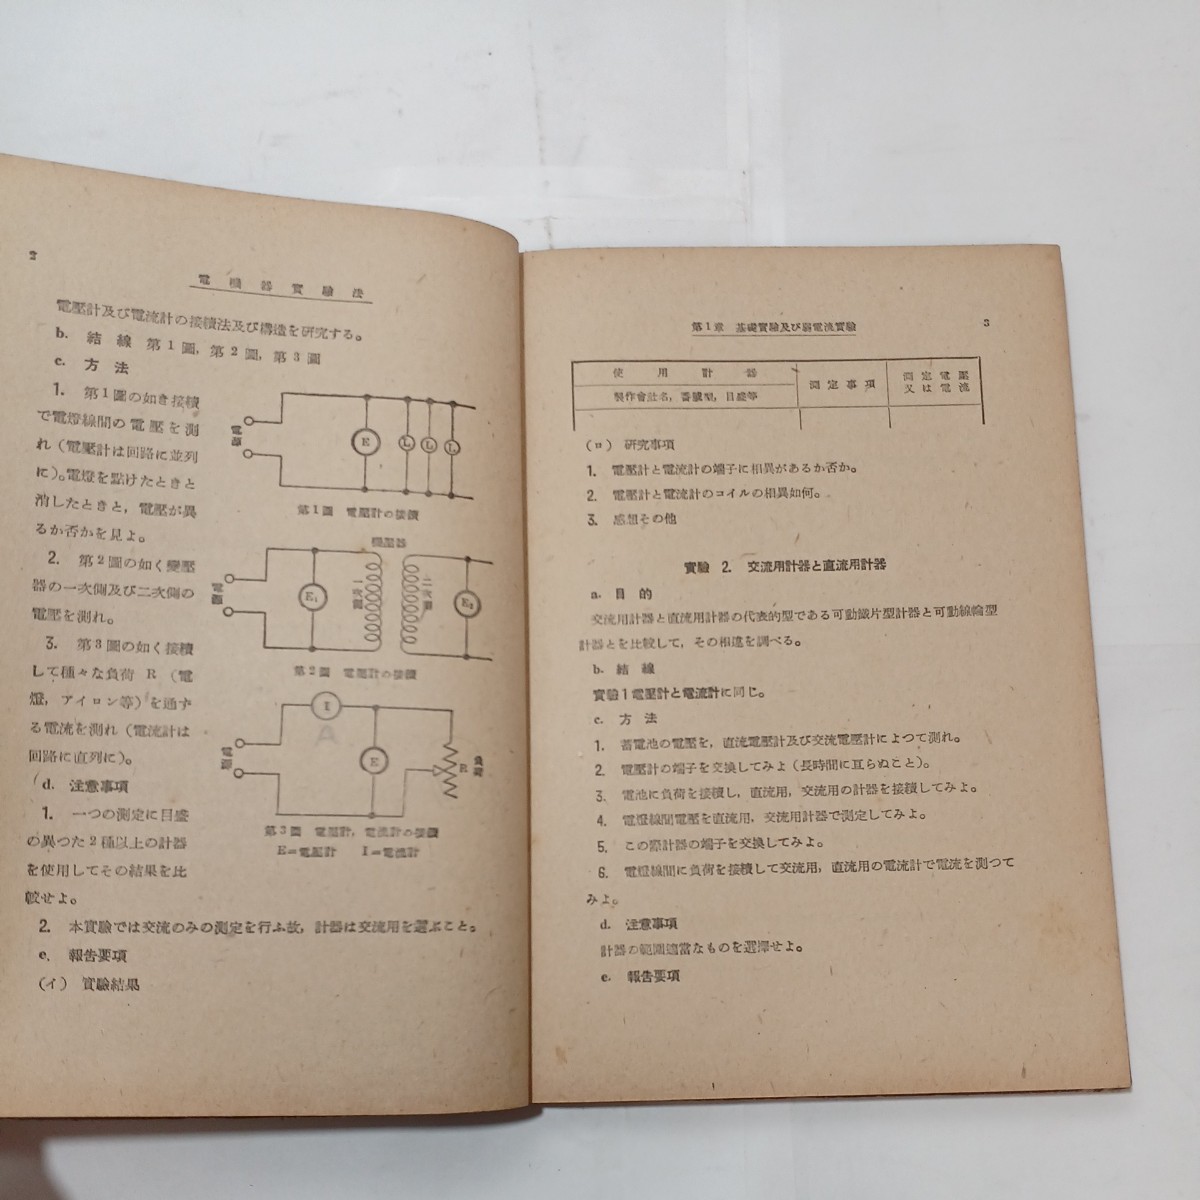 2
電機器實驗法
電壓計及び電流計の接續法及び構造を研究する。
b. 結線 第1圖, 第2圖, 第3圖
c. 方法
1. 第1圖の如き接續
で電燈線間の電壓を測
れ(電壓計は回路に並列
に)。電燈を點けたときと
消したときと, 電壓が異
るか否かを見よ。
2. 第2圖の如く變壓
器の一次側及び二次側の
電壓を測れ。
3. 第3圖の如く接續
して種々な負荷 R (電
燈, アイロン等)を通ず
る電流を測れ(電流計は
回路に直列に)。
d. 注意事項
1. 一つの測定に目盛
の異つた2種以上の計器
を使用してその結果を比
較せよ。
2. 本實驗では交流のみの測定を行ふ故, 計器は交流用を選ぶこと。
e. 報告要項
(イ) 實驗結果
電源
E
L
L
L
第1圖 電壓計の接續
變壓器
電源
E₁
一次側
二次側
E₂
第2圖 電壓計の接續
I
電源
E
R
負荷
第3圖 電壓計, 電流計の接續
E=電壓計 I=電流計
第1章 基礎實驗及び弱電流實驗
3
使用計器
製作會社名, 番號型, 目盛等
測定事項
測定電壓
又は電流
(ロ) 研究事項
1. 電壓計と電流計の端子に相異があるか否か。
2. 電壓計と電流計のコイルの相異如何。
3. 感想その他
實驗 2. 交流用計器と直流用計器
a. 目的
交流用計器と直流用計器の代表的型である可動鐵片型計器と可動線輪型
計器とを比較して, その相違を調べる。
b. 結線
實驗1電壓計と電流計に同じ。
c. 方法
1. 蓄電池の電壓を, 直流電壓計及び交流電壓計によつて測れ。
2. 電壓計の端子を交換してみよ(長時間に亙らぬこと)。
3. 電池に負荷を接續し, 直流用, 交流用の計器を接續してみよ。
4. 電燈線間電壓を直流用, 交流用計器で測定してみよ。
5. この際計器の端子を交換してみよ。
6. 電燈線間に負荷を接續して交流用, 直流用の電流計で電流を測つて
みよ。
d. 注意事項
計器の範圍適當なものを選擇せよ。
e. 報告要項